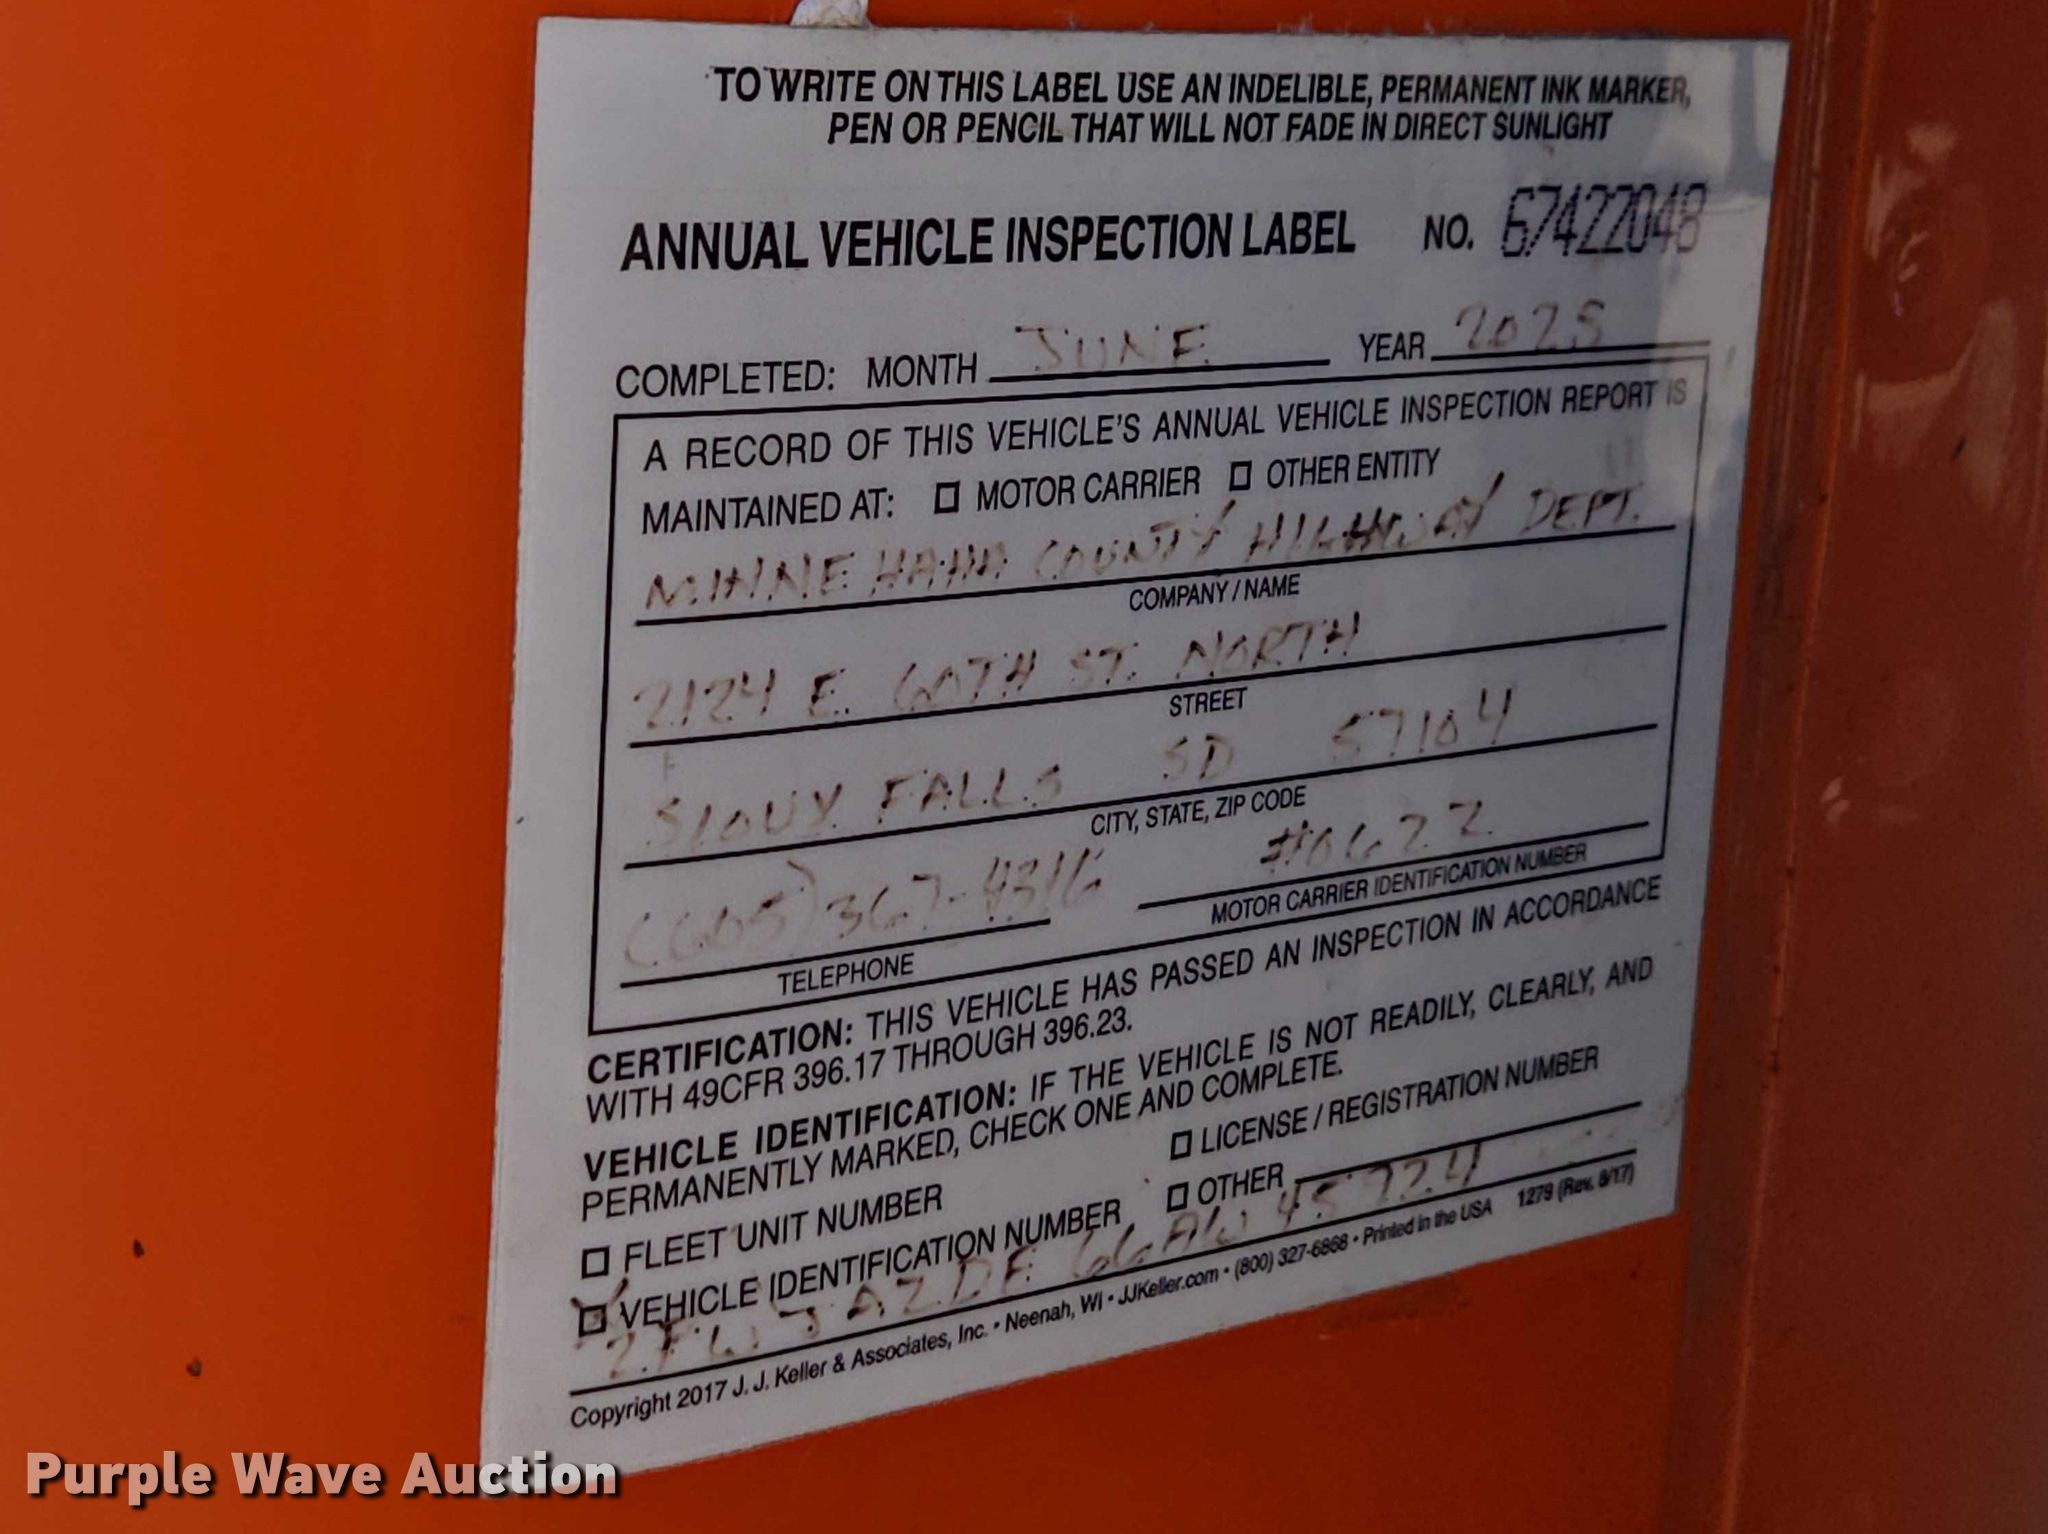 TO WRITE ON THIS LABEL USE AN INDELIBLE, PERMANENT INK MARKER,
PEN OR PENCIL THAT WILL NOT FADE IN DIRECT SUNLIGHT
ANNUAL VEHICLE INSPECTION LABEL NO. 67422048
COMPLETED: MONTH JUNE YEAR 2025
A RECORD OF THIS VEHICLE'S ANNUAL VEHICLE INSPECTION REPORT IS
MAINTAINED AT: ☐ MOTOR CARRIER ☐ OTHER ENTITY
MINNEHAHA COUNTY HIGHWAY DEPT.
COMPANY / NAME
2124 E. 60TH ST. NORTH
STREET
SIOUX FALLS SD 57104
CITY, STATE, ZIP CODE
(605) 367-4316 #0622
TELEPHONE MOTOR CARRIER IDENTIFICATION NUMBER
CERTIFICATION: THIS VEHICLE HAS PASSED AN INSPECTION IN ACCORDANCE
WITH 49CFR 396.17 THROUGH 396.23.
VEHICLE IDENTIFICATION: IF THE VEHICLE IS NOT READILY, CLEARLY, AND
PERMANENTLY MARKED, CHECK ONE AND COMPLETE.
☐ FLEET UNIT NUMBER ☐ LICENSE / REGISTRATION NUMBER
☒ VEHICLE IDENTIFICATION NUMBER ☐ OTHER
Copyright 2017 J. J. Keller & Associates, Inc. • Neenah, WI • JJKeller.com • (800) 327-6868 • Printed in the USA 1279 (Rev. 8/17)
Purple Wave Auction